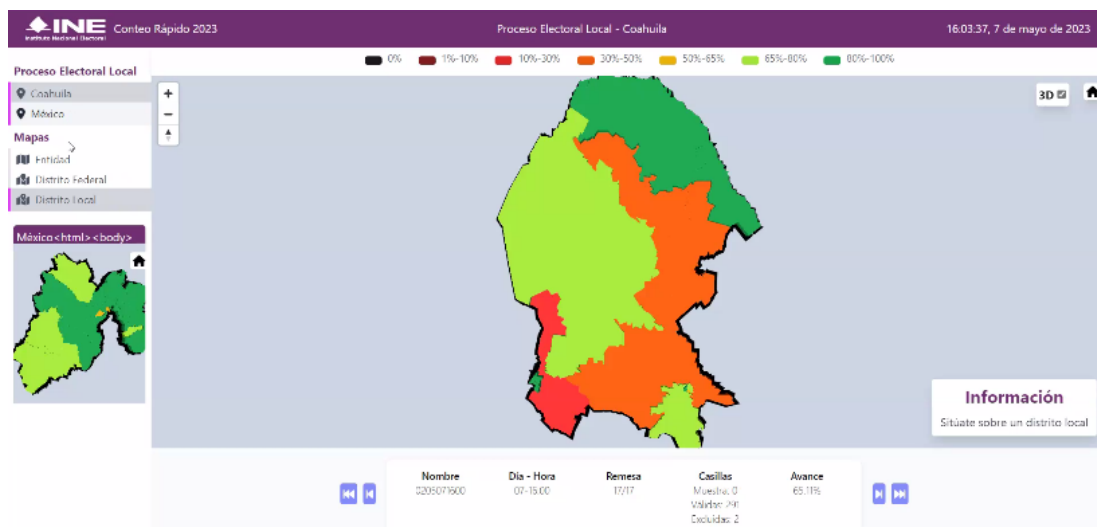 INE
Instituto Nacional Electoral
Conteo Rápido 2023
Proceso Electoral Local - Coahuila
16:03:37, 7 de mayo de 2023
0%
1%-10%
10%-30%
30%-50%
50%-65%
65%-80%
80%-100%
Proceso Electoral Local
Coahuila
México
Mapas
Entidad
Distrito Federal
Distrito Local
México<html><body>
+
−
3D
Información
Sitúate sobre un distrito local
Nombre
0205071600
Día - Hora
07-16:00
Remesa
17/17
Casillas
Muestra: 0
Válidas: 291
Excluidas: 2
Avance
65.11%